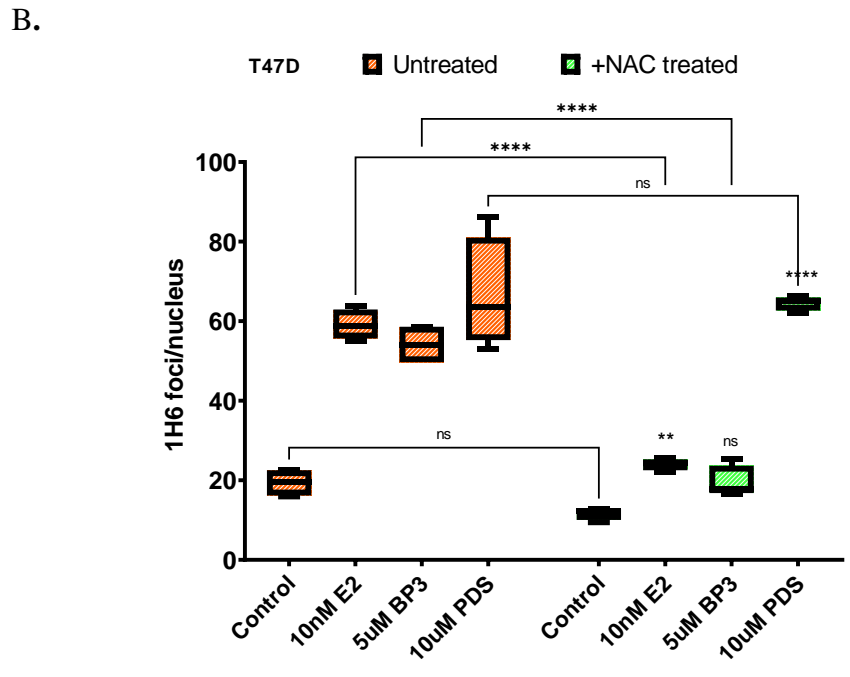 B.
T47D Untreated +NAC treated
****
****
ns
100
80
60
40
20
0
1H6 foci/nucleus
****
ns
**
ns
Control 10nM E2 5uM BP3 10uM PDS Control 10nM E2 5uM BP3 10uM PDS